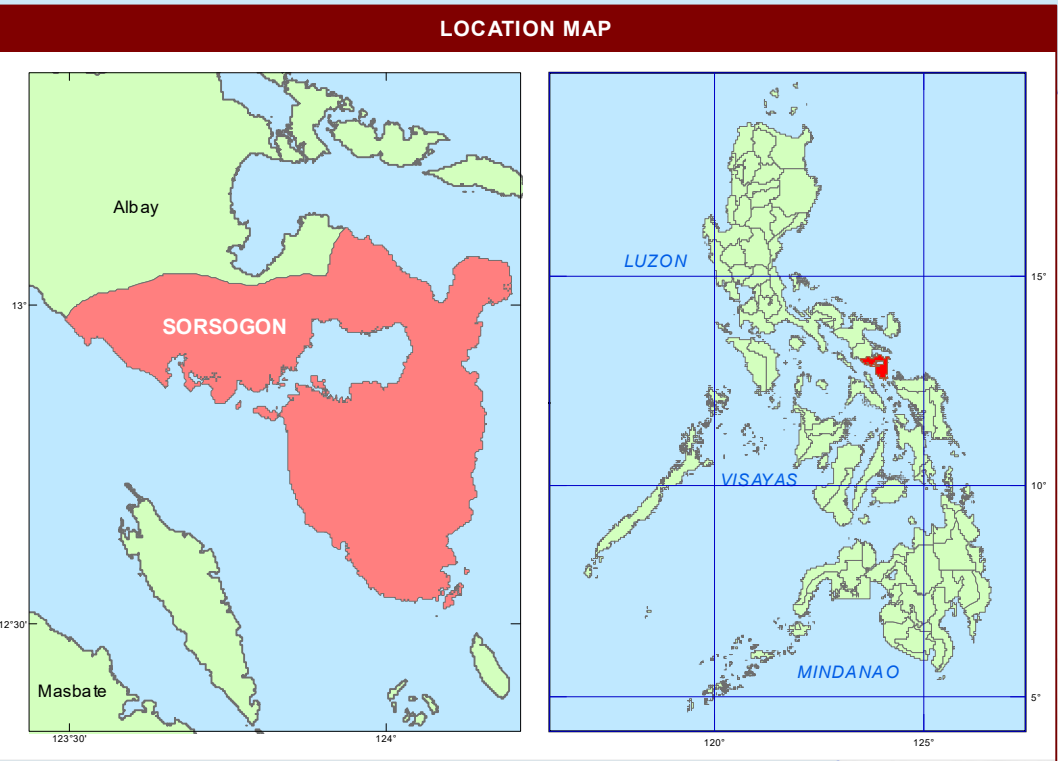 LOCATION MAP
Albay
SORSOGON
Masbate
13°
12°30'
123°30'
124°
LUZON
VISAYAS
MINDANAO
15°
10°
5°
120°
125°